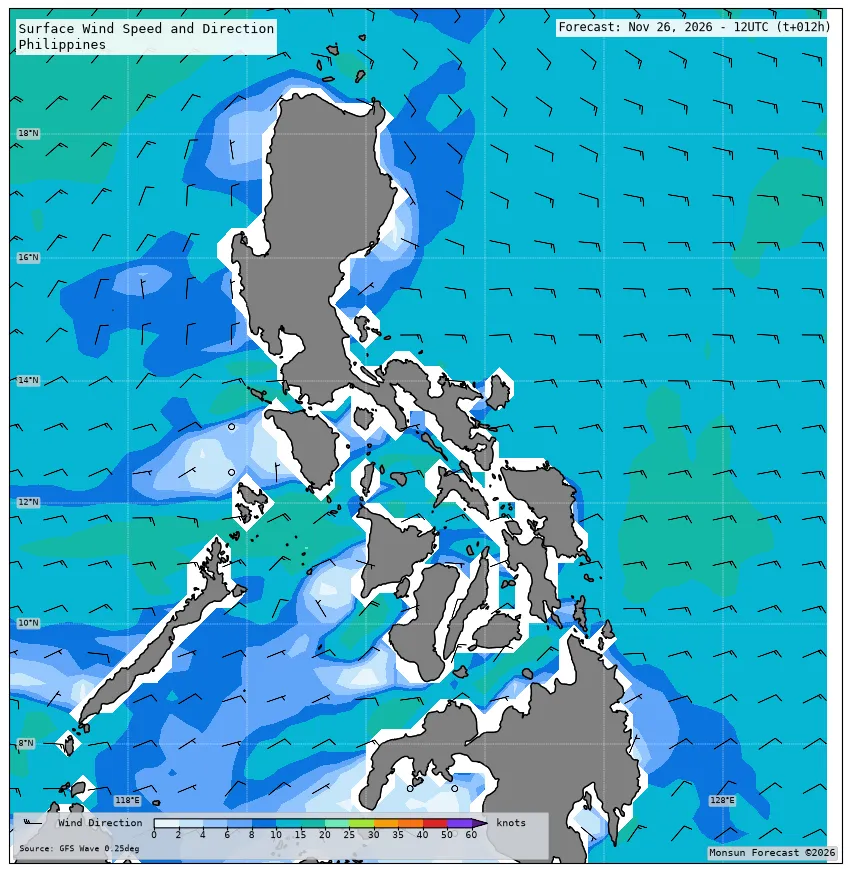 Surface Wind Speed and Direction
Philippines
Forecast: Nov 26, 2026 - 12UTC (t+012h)
18°N
16°N
14°N
12°N
10°N
8°N
118°E
128°E
Wind Direction
0 2 4 6 8 10 15 20 25 30 35 40 50 60
knots
Source: GFS Wave 0.25deg
Monsun Forecast ©2026